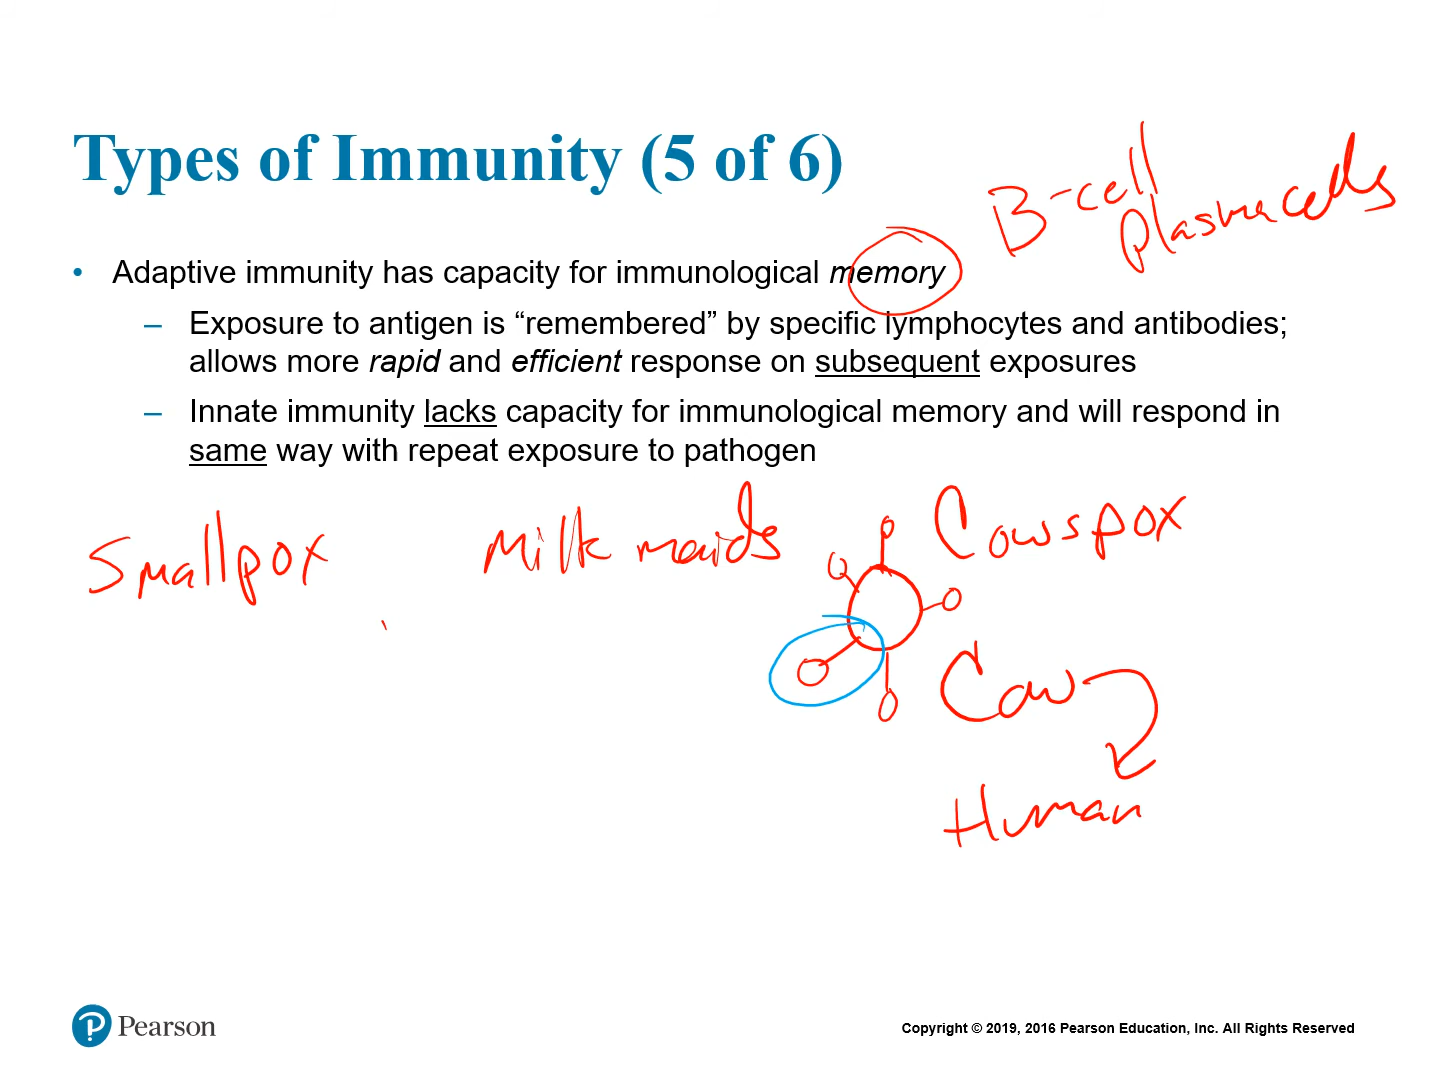 Types of Immunity (5 of 6)
B-cell
plasma cells
• Adaptive immunity has capacity for immunological memory
– Exposure to antigen is “remembered” by specific lymphocytes and antibodies;
allows more rapid and efficient response on subsequent exposures
– Innate immunity lacks capacity for immunological memory and will respond in
same way with repeat exposure to pathogen
Smallpox Milk maids Cowspox
Cow
Human
Pearson
Copyright © 2019, 2016 Pearson Education, Inc. All Rights Reserved